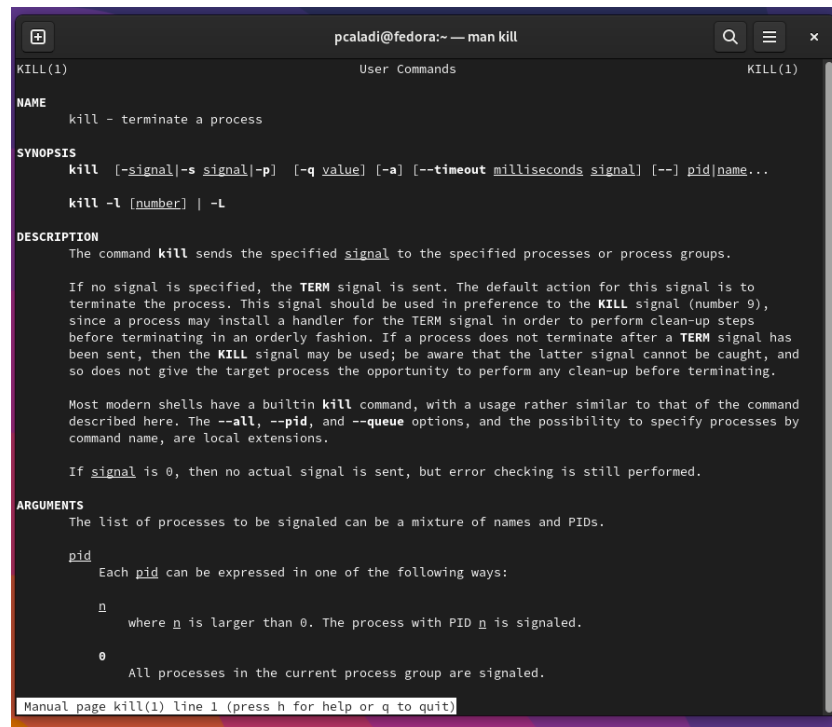 pcaladi@fedora:~ — man kill
KILL(1) User Commands KILL(1)
NAME
kill - terminate a process
SYNOPSIS
kill [-signal|-s signal|-p] [-q value] [-a] [--timeout milliseconds signal] [--] pid|name...
kill -l [number] | -L
DESCRIPTION
The command kill sends the specified signal to the specified processes or process groups.
If no signal is specified, the TERM signal is sent. The default action for this signal is to
terminate the process. This signal should be used in preference to the KILL signal (number 9),
since a process may install a handler for the TERM signal in order to perform clean-up steps
before terminating in an orderly fashion. If a process does not terminate after a TERM signal has
been sent, then the KILL signal may be used; be aware that the latter signal cannot be caught, and
so does not give the target process the opportunity to perform any clean-up before terminating.
Most modern shells have a builtin kill command, with a usage rather similar to that of the command
described here. The --all, --pid, and --queue options, and the possibility to specify processes by
command name, are local extensions.
If signal is 0, then no actual signal is sent, but error checking is still performed.
ARGUMENTS
The list of processes to be signaled can be a mixture of names and PIDs.
pid
Each pid can be expressed in one of the following ways:
n
where n is larger than 0. The process with PID n is signaled.
0
All processes in the current process group are signaled.
Manual page kill(1) line 1 (press h for help or q to quit)